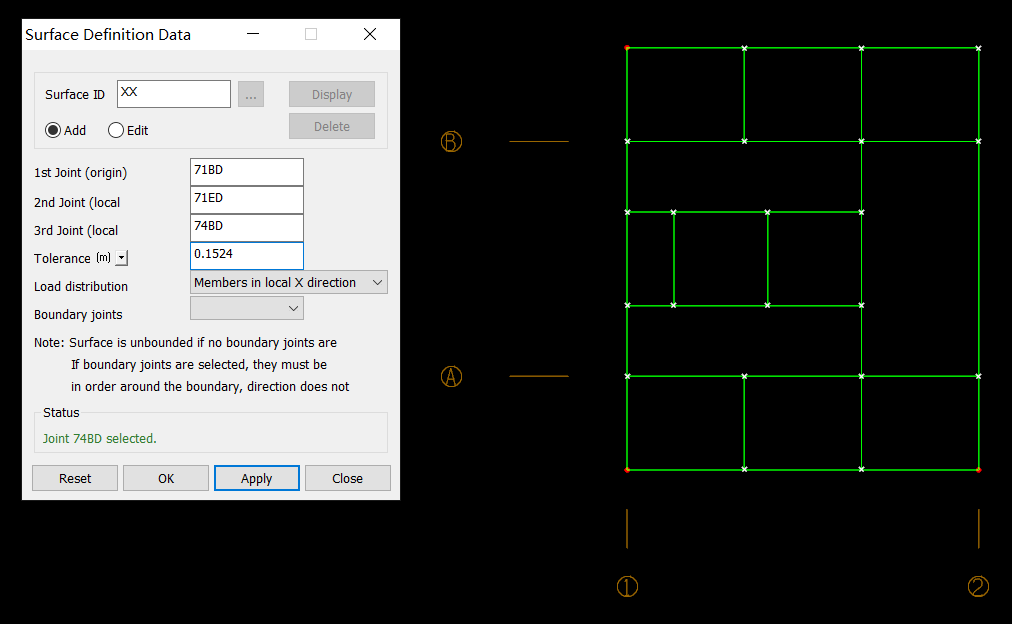 Surface Definition Data
Surface ID XX ... Display
Add Edit Delete
1st Joint (origin) 71BD
2nd Joint (local 71ED
3rd Joint (local 74BD
Tolerance (m) 0.1524
Load distribution Members in local X direction
Boundary joints
Note: Surface is unbounded if no boundary joints are
If boundary joints are selected, they must be
in order around the boundary, direction does not
Status
Joint 74BD selected.
Reset OK Apply Close
B
A
1 2